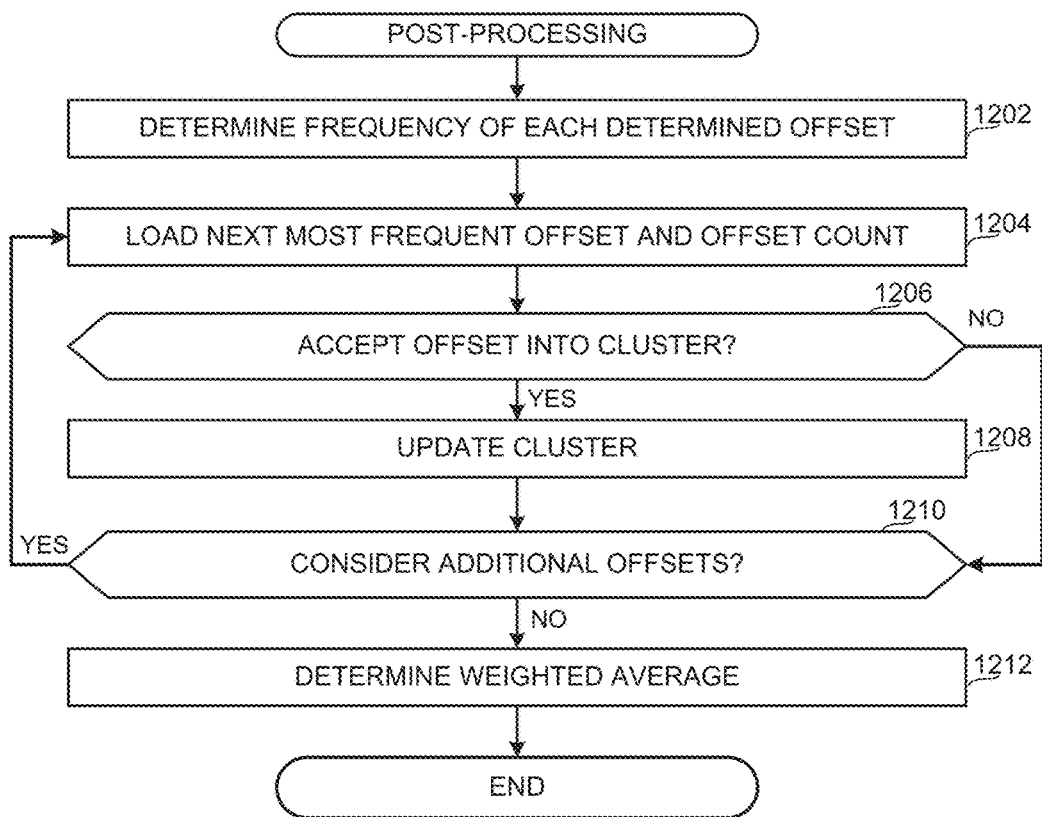 POST-PROCESSING
DETERMINE FREQUENCY OF EACH DETERMINED OFFSET
1202
LOAD NEXT MOST FREQUENT OFFSET AND OFFSET COUNT
1204
1206
NO
ACCEPT OFFSET INTO CLUSTER?
YES
UPDATE CLUSTER
1208
1210
YES
CONSIDER ADDITIONAL OFFSETS?
NO
DETERMINE WEIGHTED AVERAGE
1212
END